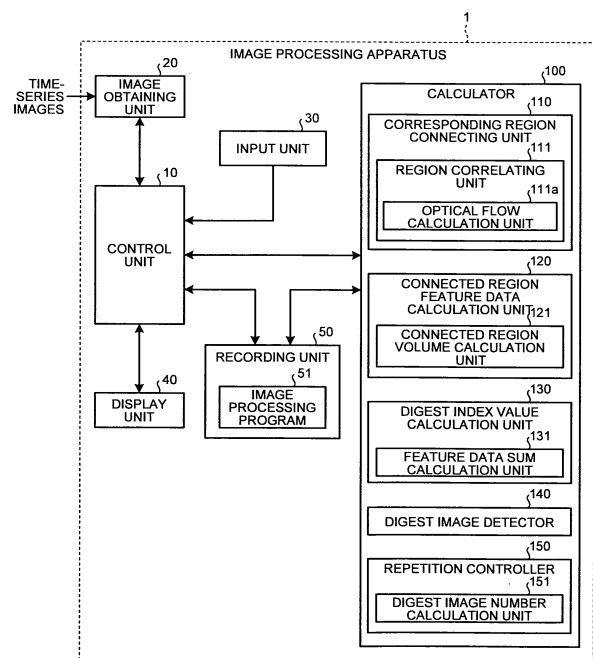 1
IMAGE PROCESSING APPARATUS
TIME-
SERIES
IMAGES
20
IMAGE
OBTAINING
UNIT
30
INPUT UNIT
10
CONTROL
UNIT
50
RECORDING UNIT
51
IMAGE
PROCESSING
PROGRAM
40
DISPLAY
UNIT
100
CALCULATOR
110
CORRESPONDING REGION
CONNECTING UNIT
111
REGION CORRELATING
UNIT
111a
OPTICAL FLOW
CALCULATION UNIT
120
CONNECTED REGION
FEATURE DATA
CALCULATION UNIT
121
CONNECTED REGION
VOLUME CALCULATION
UNIT
130
DIGEST INDEX VALUE
CALCULATION UNIT
131
FEATURE DATA SUM
CALCULATION UNIT
140
DIGEST IMAGE DETECTOR
150
REPETITION CONTROLLER
151
DIGEST IMAGE NUMBER
CALCULATION UNIT